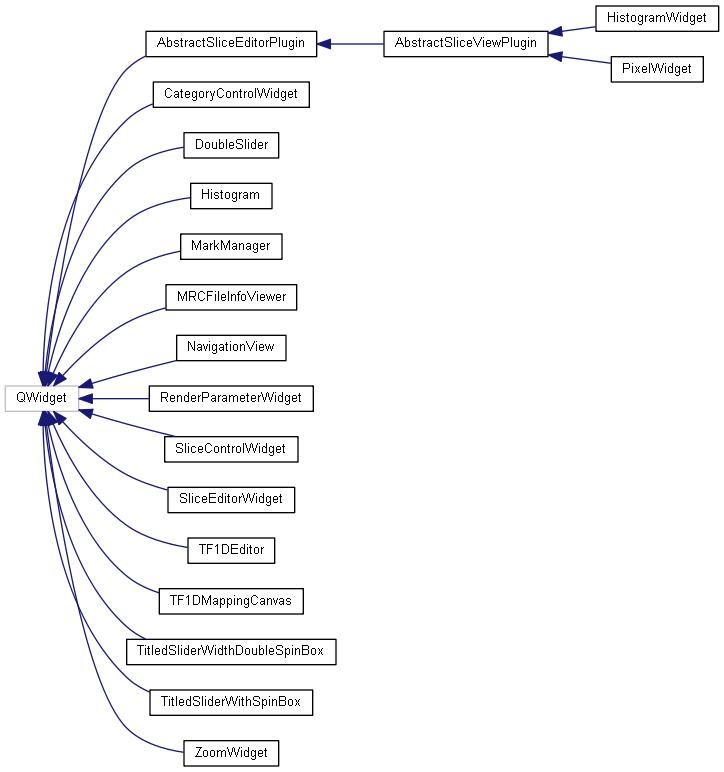 HistogramWidget
AbstractSliceEditorPlugin
AbstractSliceViewPlugin
PixelWidget
CategoryControlWidget
DoubleSlider
Histogram
MarkManager
MRCFileInfoViewer
NavigationView
QWidget
RenderParameterWidget
SliceControlWidget
SliceEditorWidget
TF1DEditor
TF1DMappingCanvas
TitledSliderWidthDoubleSpinBox
TitledSliderWithSpinBox
ZoomWidget